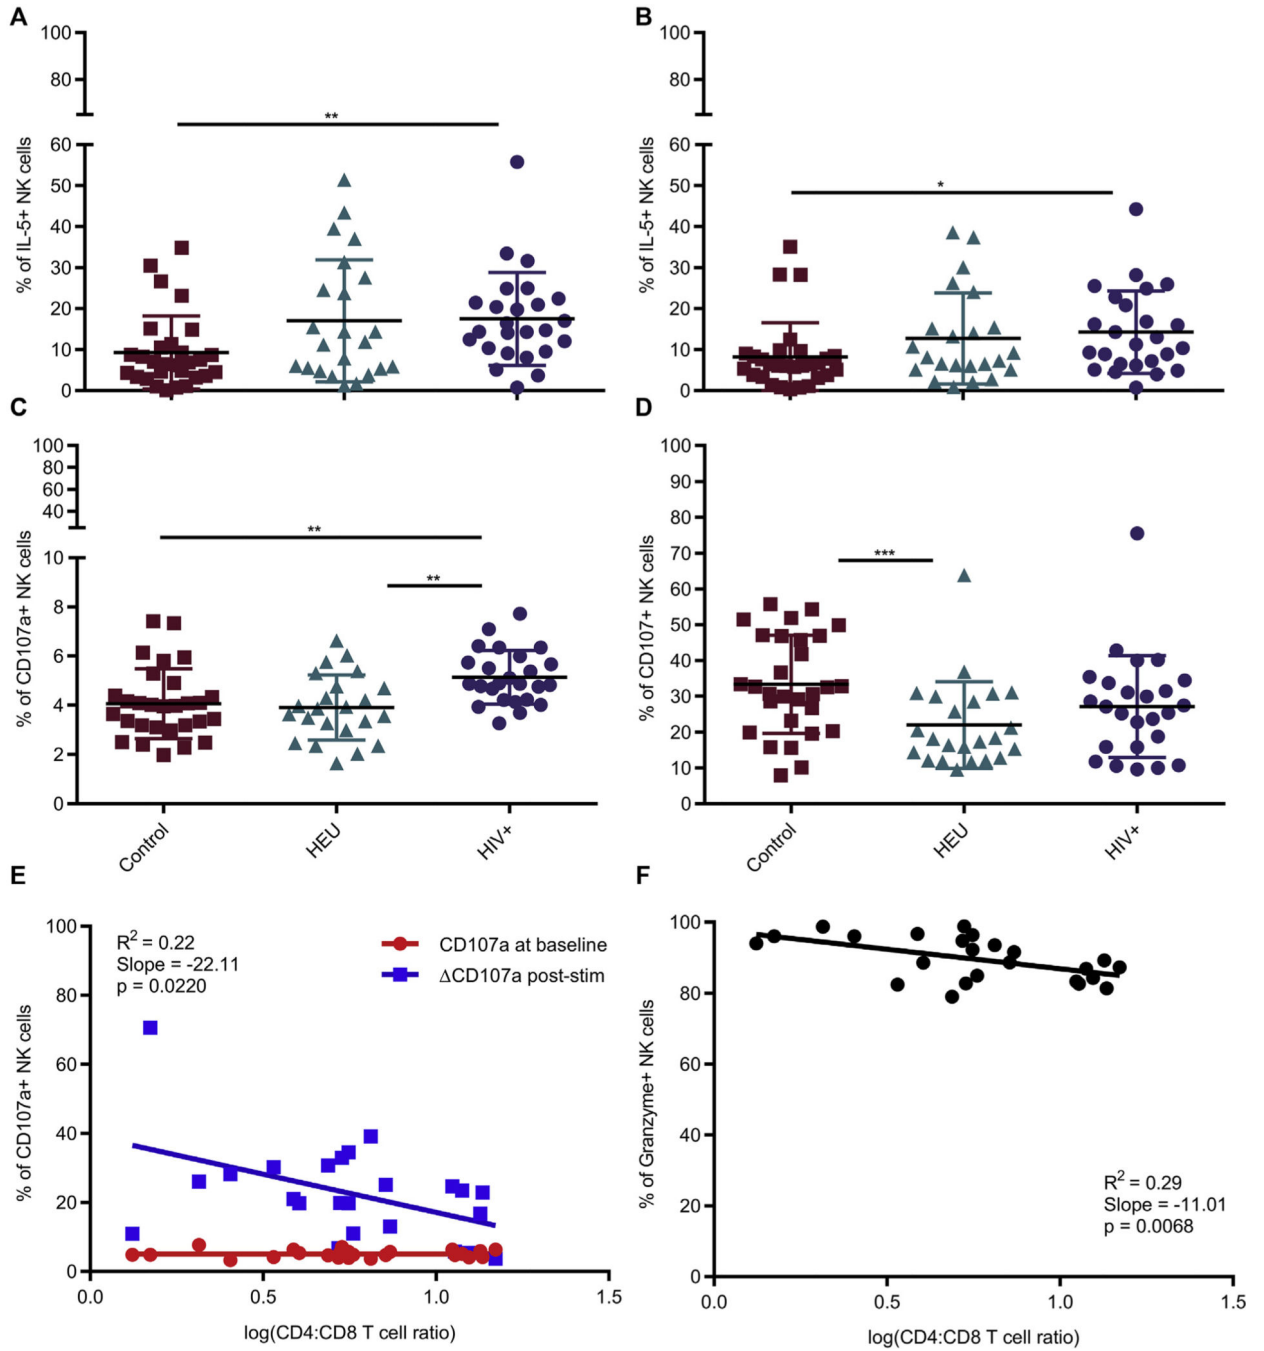 A
B
100
80
60
50
40
30
20
10
0
% of IL-5+ NK cells
**
100
80
60
50
40
30
20
10
0
% of IL-5+ NK cells
*
C
D
100
80
60
40
10
8
6
4
2
0
% of CD107a+ NK cells
**
**
Control
HEU
HIV+
100
90
80
70
60
50
40
30
20
10
0
% of CD107+ NK cells
***
Control
HEU
HIV+
E
F
100
80
60
40
20
0
% of CD107a+ NK cells
R² = 0.22
Slope = -22.11
p = 0.0220
CD107a at baseline
ΔCD107a post-stim
0.0
0.5
1.0
1.5
log(CD4:CD8 T cell ratio)
100
80
60
40
20
0
% of Granzyme+ NK cells
R² = 0.29
Slope = -11.01
p = 0.0068
0.0
0.5
1.0
1.5
log(CD4:CD8 T cell ratio)